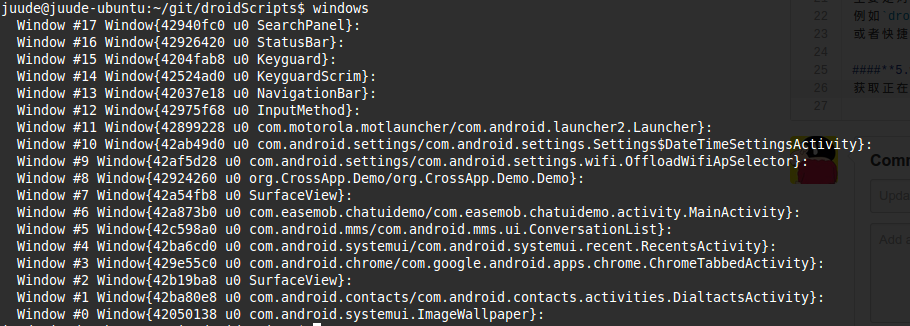 juude@juude-ubuntu:~/git/droidScripts$ windows
Window #17 Window{42940fc0 u0 SearchPanel}:
Window #16 Window{42926420 u0 StatusBar}:
Window #15 Window{4204fab8 u0 Keyguard}:
Window #14 Window{42524ad0 u0 KeyguardScrim}:
Window #13 Window{42037e18 u0 NavigationBar}:
Window #12 Window{42975f68 u0 InputMethod}:
Window #11 Window{42899228 u0 com.motorola.motlauncher/com.android.launcher2.Launcher}:
Window #10 Window{42ab49d0 u0 com.android.settings/com.android.settings.Settings$DateTimeSettingsActivity}:
Window #9 Window{42af5d28 u0 com.android.settings/com.android.settings.wifi.OffloadWifiApSelector}:
Window #8 Window{42924260 u0 org.CrossApp.Demo/org.CrossApp.Demo.Demo}:
Window #7 Window{42a54fb8 u0 SurfaceView}:
Window #6 Window{42a873b0 u0 com.easemob.chatuidemo/com.easemob.chatuidemo.activity.MainActivity}:
Window #5 Window{42c598a0 u0 com.android.mms/com.android.mms.ui.ConversationList}:
Window #4 Window{42ba6cd0 u0 com.android.systemui/com.android.systemui.recent.RecentsActivity}:
Window #3 Window{429e55c0 u0 com.android.chrome/com.google.android.apps.chrome.ChromeTabbedActivity}:
Window #2 Window{42b19ba8 u0 SurfaceView}:
Window #1 Window{42ba80e8 u0 com.android.contacts/com.android.contacts.activities.DialtactsActivity}:
Window #0 Window{42050138 u0 com.android.systemui.ImageWallpaper}:
22 例如`dro
23 或者快捷
24
25 ####**5.
26 获取正在
27
Comm
Upda
Add a